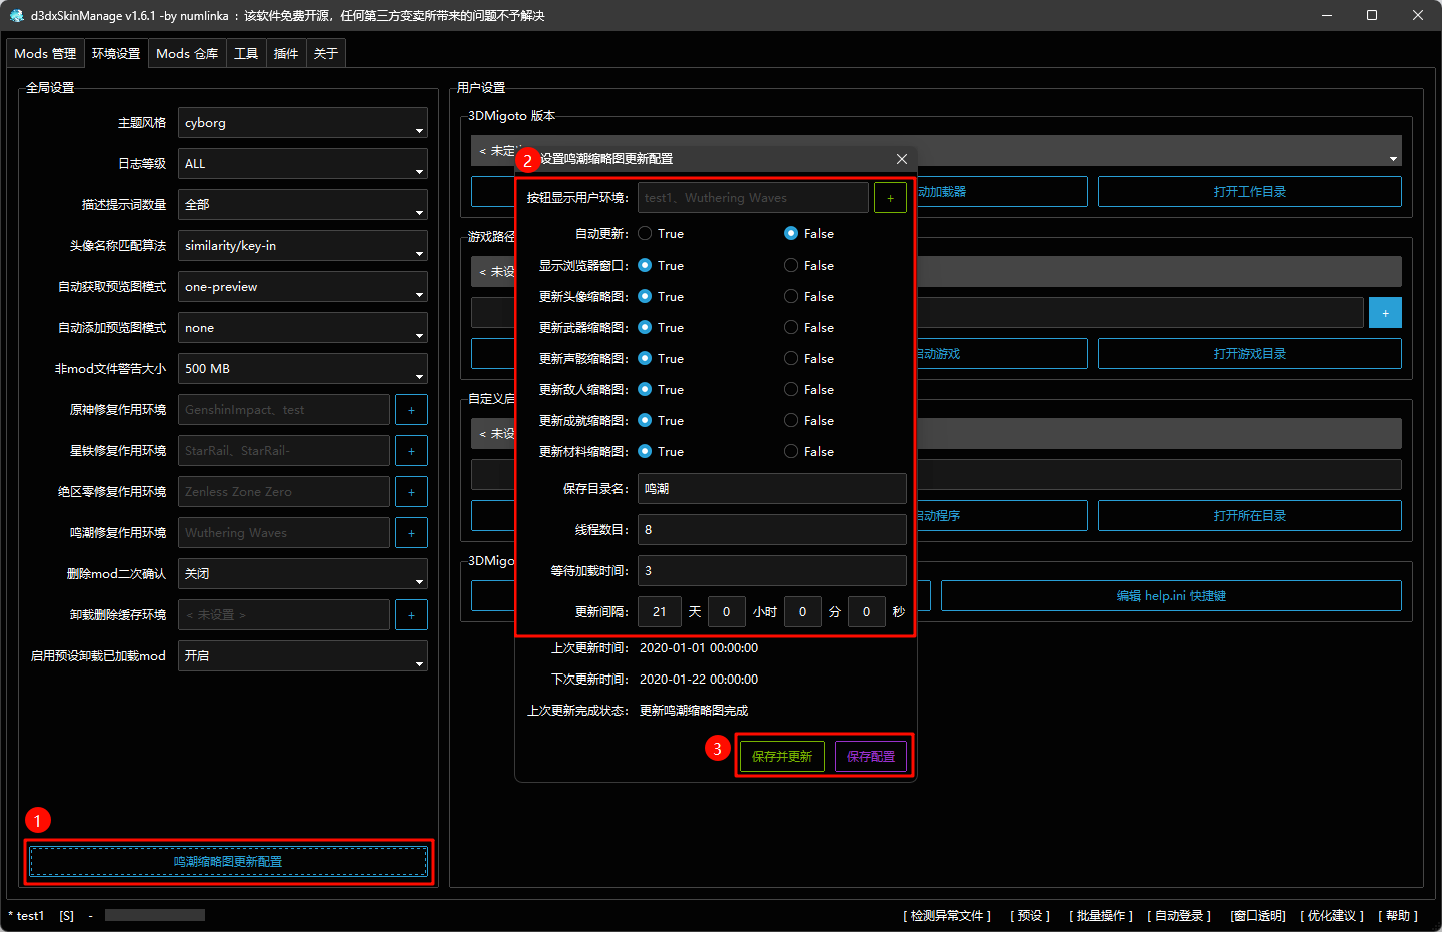 d3dxSkinManage v1.6.1 -by numlinka ：该软件免费开源，任何第三方变卖所带来的问题不予解决
Mods 管理 环境设置 Mods 仓库 工具 插件 关于
全局设置
主题风格 cyborg
日志等级 ALL
描述提示词数量 全部
头像名称匹配算法 similarity/key-in
自动获取预览图模式 one-preview
自动添加预览图模式 none
非mod文件警告大小 500 MB
原神修复作用环境 GenshinImpact、test +
星铁修复作用环境 StarRail、StarRail- +
绝区零修复作用环境 Zenless Zone Zero +
鸣潮修复作用环境 Wuthering Waves +
删除mod二次确认 关闭
卸载删除缓存环境 < 未设置 > +
启用预设卸载已加载mod 开启
1
鸣潮缩略图更新配置
用户设置
3DMigoto 版本
< 未定
动加载器 打开工作目录
游戏路径
< 未设
+
启动游戏 打开游戏目录
自定义启
< 未设
启动程序 打开所在目录
3DMigo
编辑 help.ini 快捷键
2 设置鸣潮缩略图更新配置
按钮显示用户环境: test1、Wuthering Waves +
自动更新: True False
显示浏览器窗口: True False
更新头像缩略图: True False
更新武器缩略图: True False
更新声骸缩略图: True False
更新敌人缩略图: True False
更新成就缩略图: True False
更新材料缩略图: True False
保存目录名: 鸣潮
线程数目: 8
等待加载时间: 3
更新间隔: 21 天 0 小时 0 分 0 秒
上次更新时间: 2020-01-01 00:00:00
下次更新时间: 2020-01-22 00:00:00
上次更新完成状态: 更新鸣潮缩略图完成
3 保存并更新 保存配置
* test1 [S] -
[ 检测异常文件 ] [ 预设 ] [ 批量操作 ] [ 自动登录 ] [窗口透明] [ 优化建议 ] [ 帮助 ]